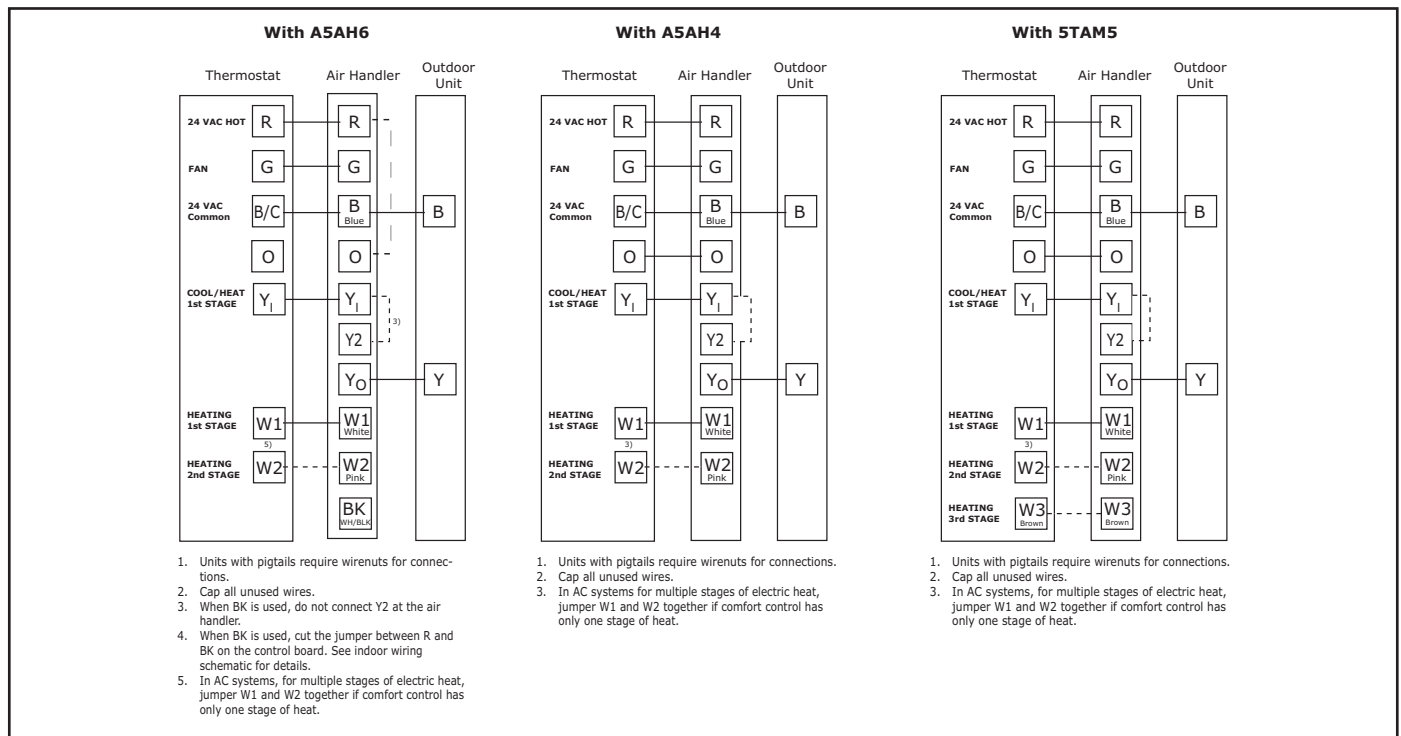 With A5AH6
Thermostat
Air Handler
Outdoor
Unit
24 VAC HOT
R
R
FAN
G
G
24 VAC
Common
B/C
B
Blue
B
O
O
COOL/HEAT
1st STAGE
YI
YI
3)
Y2
YO
Y
HEATING
1st STAGE
W1
W1
White
5)
HEATING
2nd STAGE
W2
W2
Pink
BK
WH/BLK
1. Units with pigtails require wirenuts for connec-
tions.
2. Cap all unused wires.
3. When BK is used, do not connect Y2 at the air
handler.
4. When BK is used, cut the jumper between R and
BK on the control board. See indoor wiring
schematic for details.
5. In AC systems, for multiple stages of electric heat,
jumper W1 and W2 together if comfort control has
only one stage of heat.
With A5AH4
Thermostat
Air Handler
Outdoor
Unit
24 VAC HOT
R
R
FAN
G
G
24 VAC
Common
B/C
B
Blue
B
O
O
COOL/HEAT
1st STAGE
YI
YI
Y2
YO
Y
HEATING
1st STAGE
W1
W1
White
3)
HEATING
2nd STAGE
W2
W2
Pink
1. Units with pigtails require wirenuts for connections.
2. Cap all unused wires.
3. In AC systems for multiple stages of electric heat,
jumper W1 and W2 together if comfort control has
only one stage of heat.
With 5TAM5
Thermostat
Air Handler
Outdoor
Unit
24 VAC HOT
R
R
FAN
G
G
24 VAC
Common
B/C
B
Blue
B
O
O
COOL/HEAT
1st STAGE
YI
YI
Y2
YO
Y
HEATING
1st STAGE
W1
W1
White
3)
HEATING
2nd STAGE
W2
W2
Pink
HEATING
3rd STAGE
W3
Brown
W3
Brown
1. Units with pigtails require wirenuts for connections.
2. Cap all unused wires.
3. In AC systems, for multiple stages of electric heat,
jumper W1 and W2 together if comfort control has
only one stage of heat.